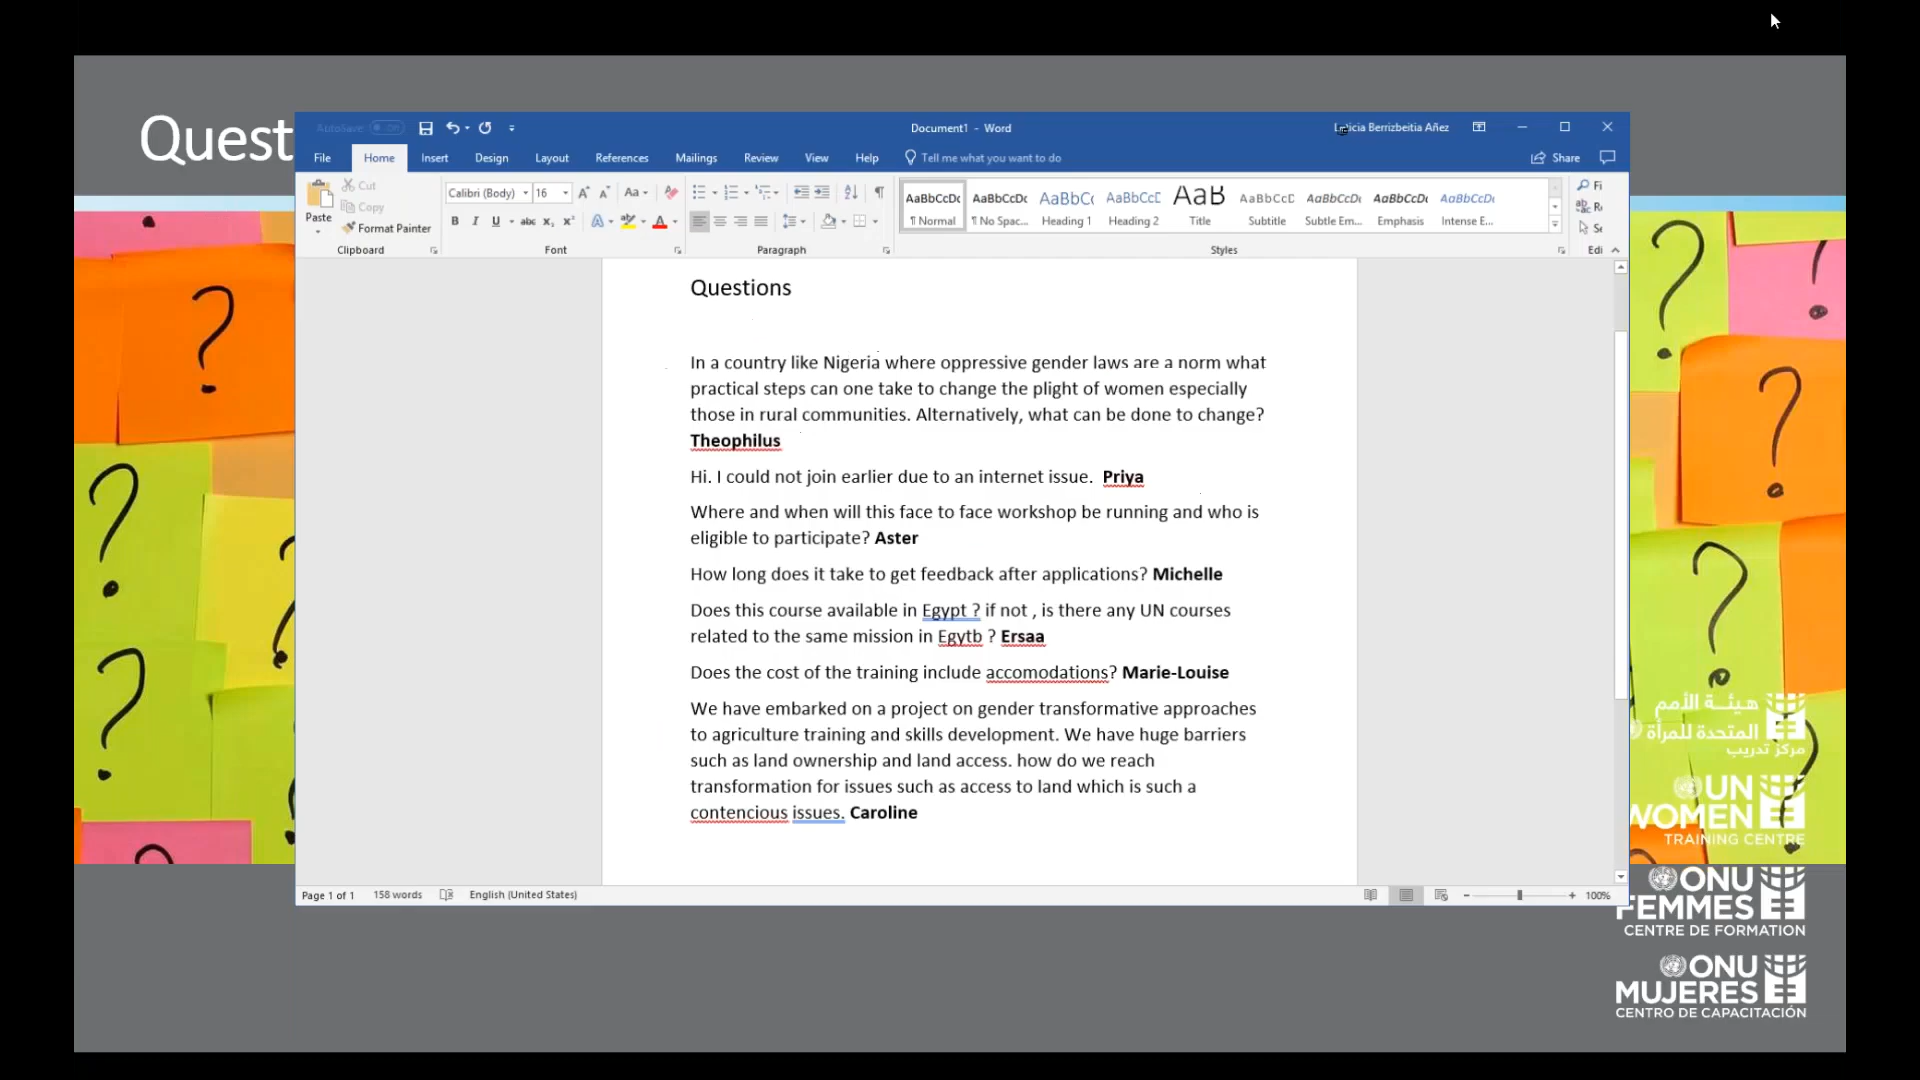 Quest
AutoSave Off
Document1 - Word
Leticia Berrizbeitia Añez
File Home Insert Design Layout References Mailings Review View Help Tell me what you want to do Share
Paste
Cut
Copy
Format Painter
Clipboard
Calibri (Body) 16
Font
Paragraph
AaBbCcDc AaBbCcDc AaBbC( AaBbCcD AaB AaBbCcD AaBbCcDt AaBbCcDt AaBbCcDt
¶ Normal ¶ No Spac... Heading 1 Heading 2 Title Subtitle Subtle Em... Emphasis Intense E...
Styles
Fi
Edi
Questions
In a country like Nigeria where oppressive gender laws are a norm what
practical steps can one take to change the plight of women especially
those in rural communities. Alternatively, what can be done to change?
Theophilus
Hi. I could not join earlier due to an internet issue. Priya
Where and when will this face to face workshop be running and who is
eligible to participate? Aster
How long does it take to get feedback after applications? Michelle
Does this course available in Egypt ? if not , is there any UN courses
related to the same mission in Egytb ? Ersaa
Does the cost of the training include accomodations? Marie-Louise
We have embarked on a project on gender transformative approaches
to agriculture training and skills development. We have huge barriers
such as land ownership and land access. how do we reach
transformation for issues such as access to land which is such a
contencious issues. Caroline
Page 1 of 1 158 words English (United States) 100%
هيئة الأمم
المتحدة للمرأة
مركز تدريب
UN
WOMEN
TRAINING CENTRE
ONU
FEMMES
CENTRE DE FORMATION
ONU
MUJERES
CENTRO DE CAPACITACIÓN